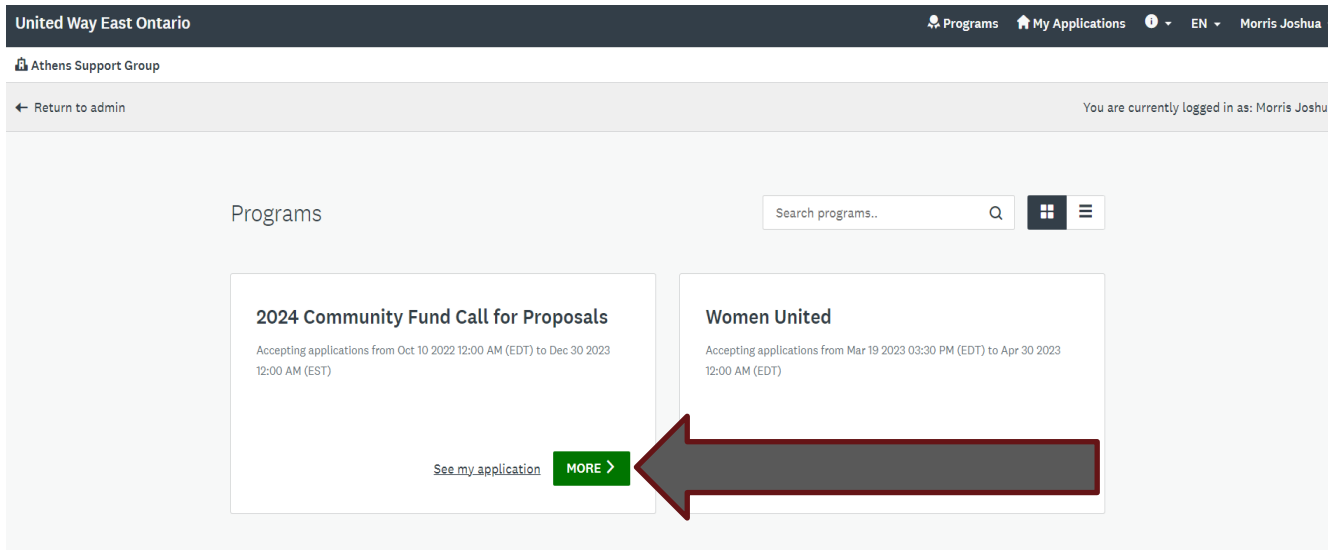 United Way East Ontario
Programs My Applications EN Morris Joshua
Athens Support Group
← Return to admin
You are currently logged in as: Morris Joshu
Programs
Search programs..
2024 Community Fund Call for Proposals
Accepting applications from Oct 10 2022 12:00 AM (EDT) to Dec 30 2023
12:00 AM (EST)
See my application MORE
Women United
Accepting applications from Mar 19 2023 03:30 PM (EDT) to Apr 30 2023
12:00 AM (EDT)